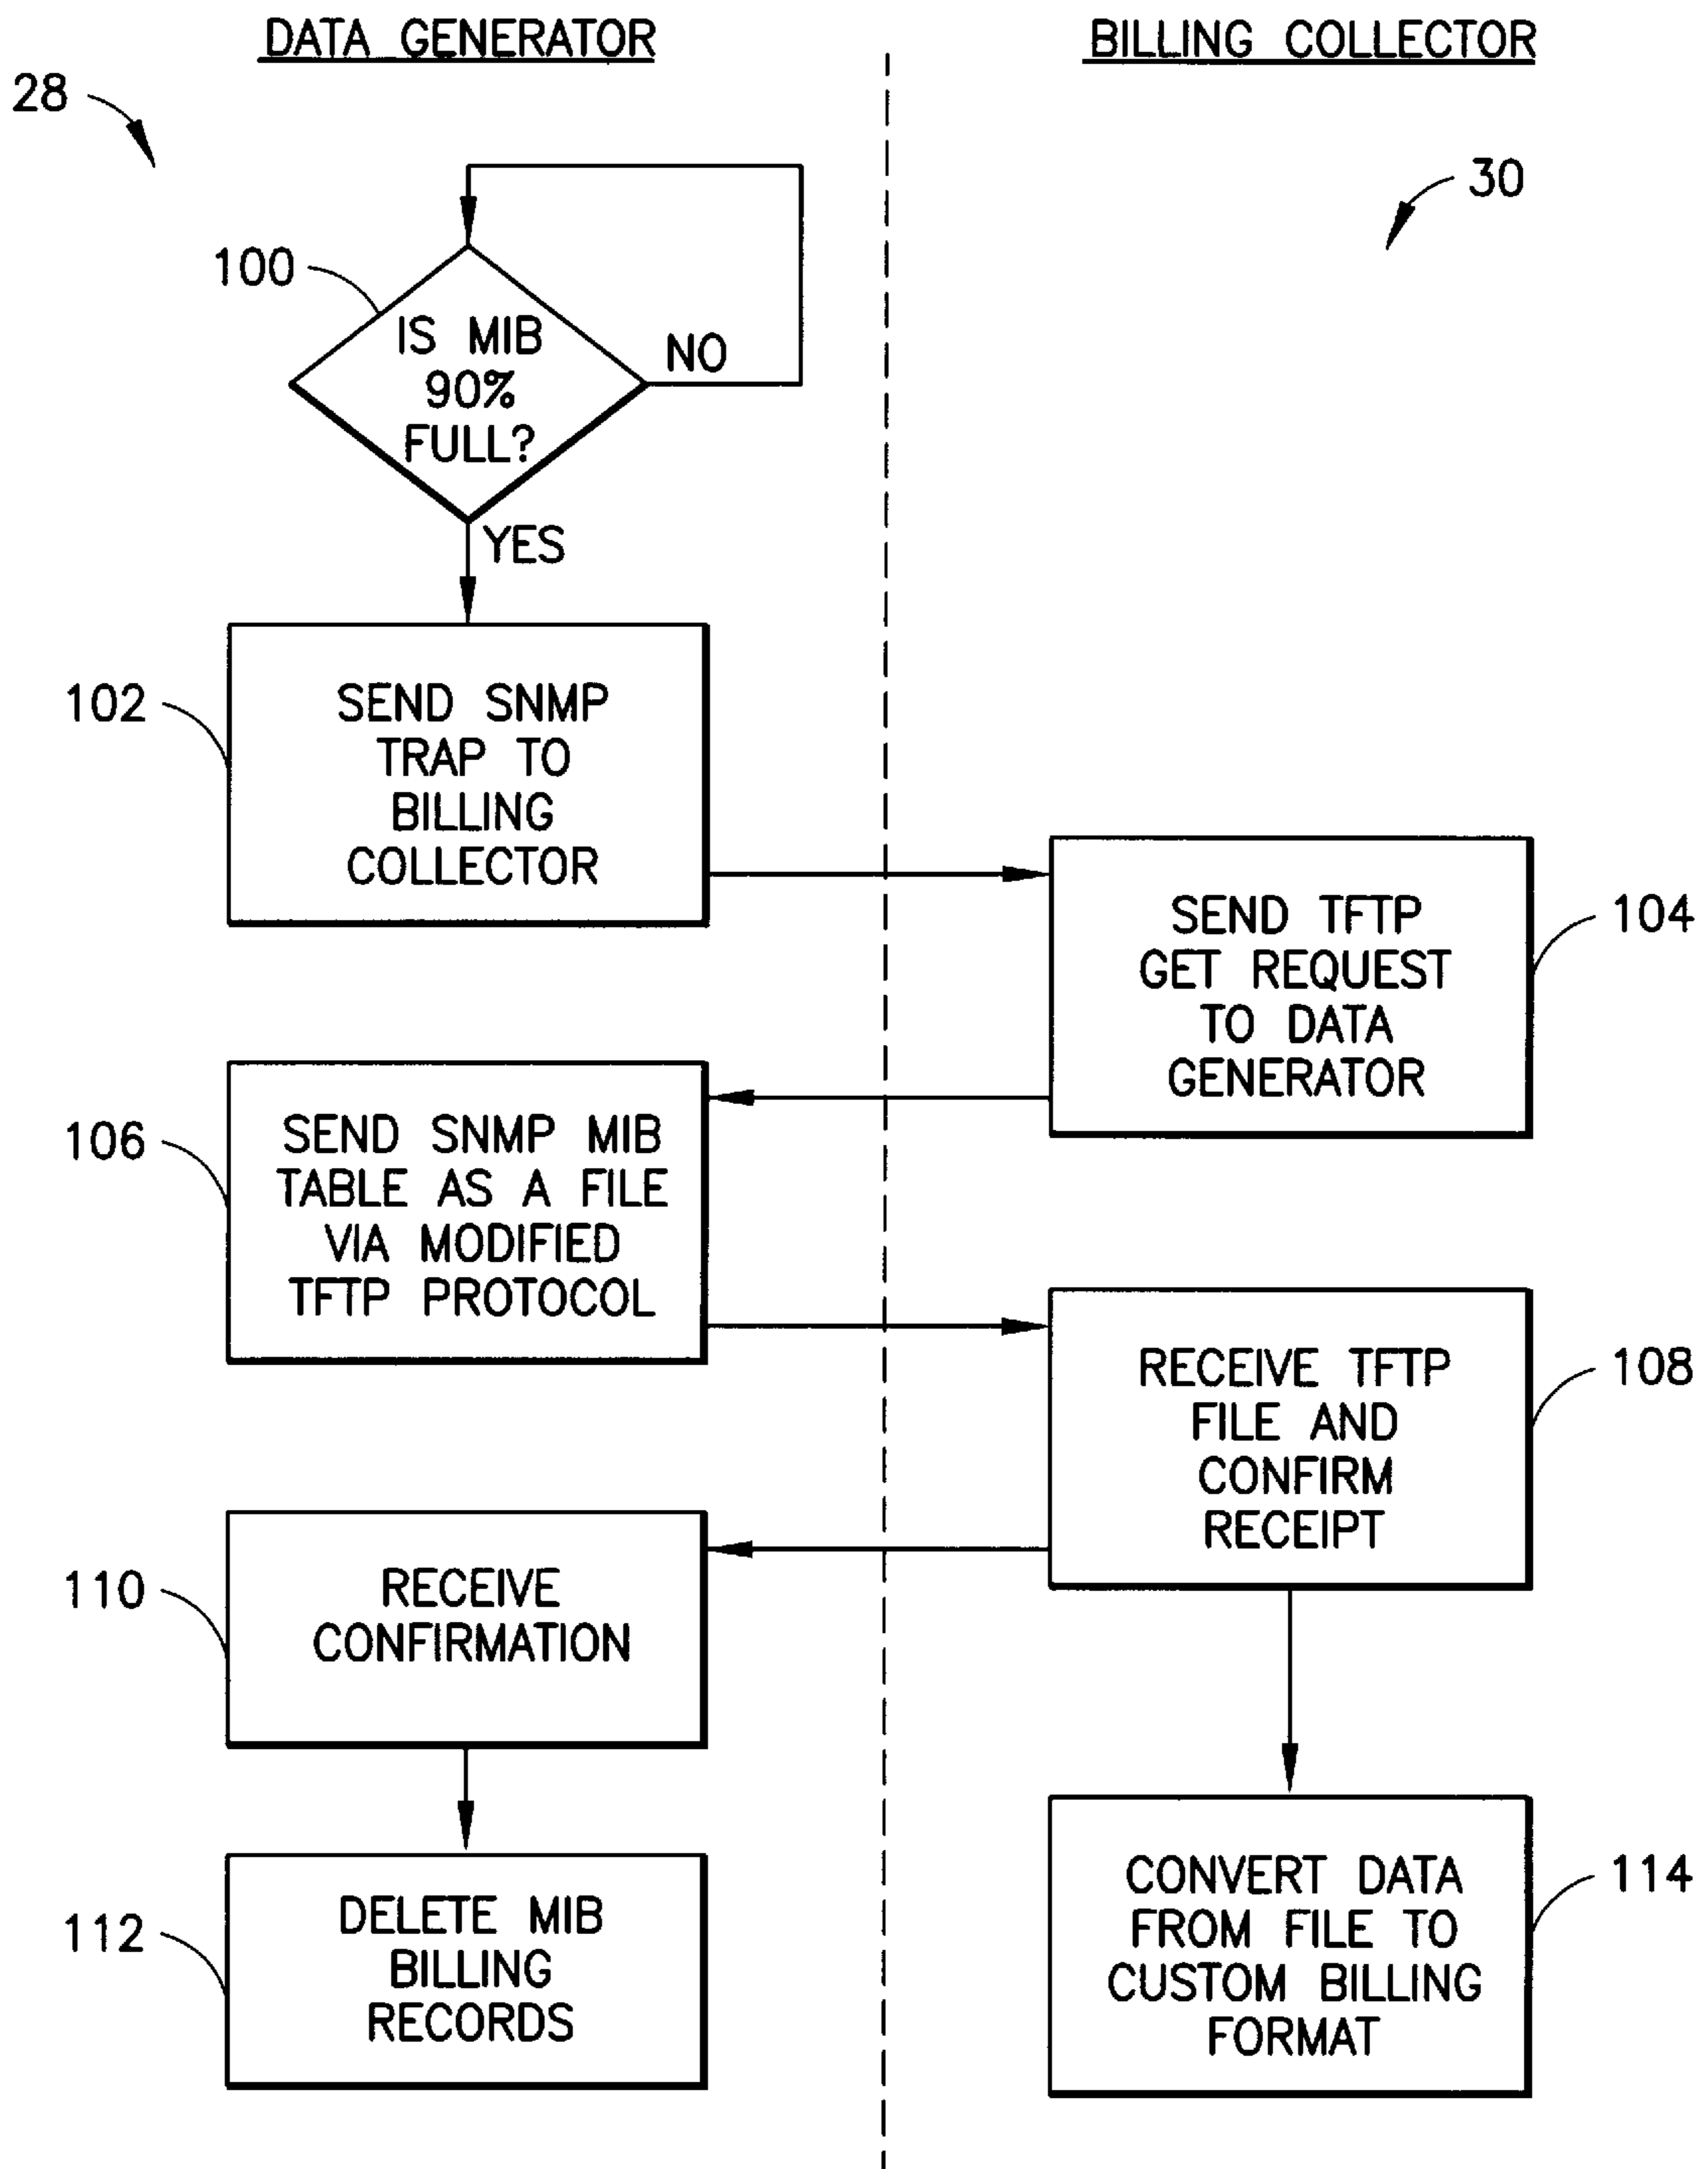 DATA GENERATOR
BILLING COLLECTOR
28
30
100
IS MIB
90%
FULL?
NO
YES
102
SEND SNMP
TRAP TO
BILLING
COLLECTOR
SEND TFTP
GET REQUEST
TO DATA
GENERATOR
104
106
SEND SNMP MIB
TABLE AS A FILE
VIA MODIFIED
TFTP PROTOCOL
RECEIVE TFTP
FILE AND
CONFIRM
RECEIPT
108
110
RECEIVE
CONFIRMATION
112
DELETE MIB
BILLING
RECORDS
CONVERT DATA
FROM FILE TO
CUSTOM BILLING
FORMAT
114